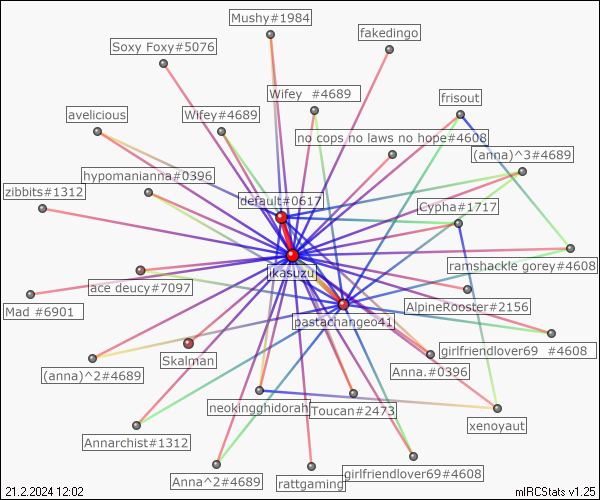 Mushy#1984
fakedingo
Soxy Foxy#5076
Wifey #4689
frisout
avelicious
Wifey#4689
no cops no laws no hope#4608
(anna)^3#4689
hypomanianna#0396
zibbits#1312
default#0617
Cypha#1717
ramshackle gorey#4608
jikasuzu
ace deucy#7097
AlpineRooster#2156
Mad #6901
pastachangeo41
girlfriendlover69 #4608
Skalman
Anna.#0396
(anna)^2#4689
neokingghidorah
Toucan#2473
xenoyaut
Annarchist#1312
Anna^2#4689
rattgaming
girlfriendlover69#4608
21.2.2024 12:02
mIRCStats v1.25